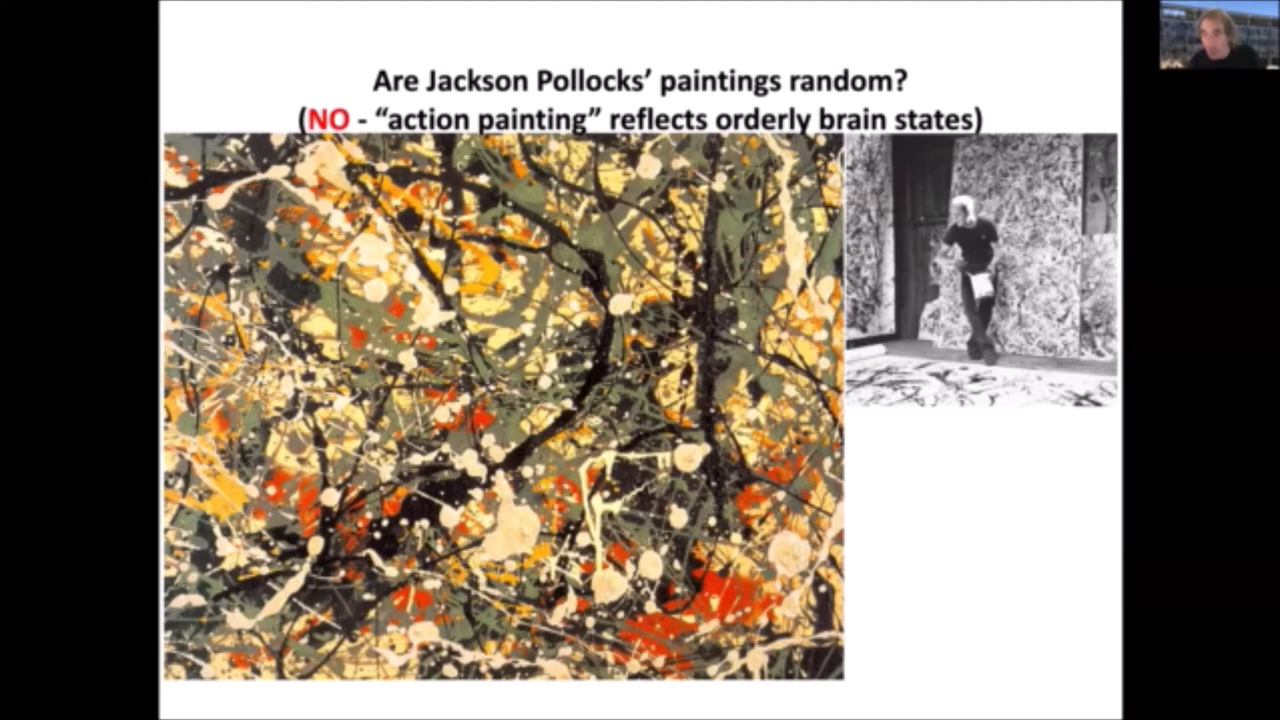 Are Jackson Pollocks’ paintings random?
(NO - “action painting” reflects orderly brain states)